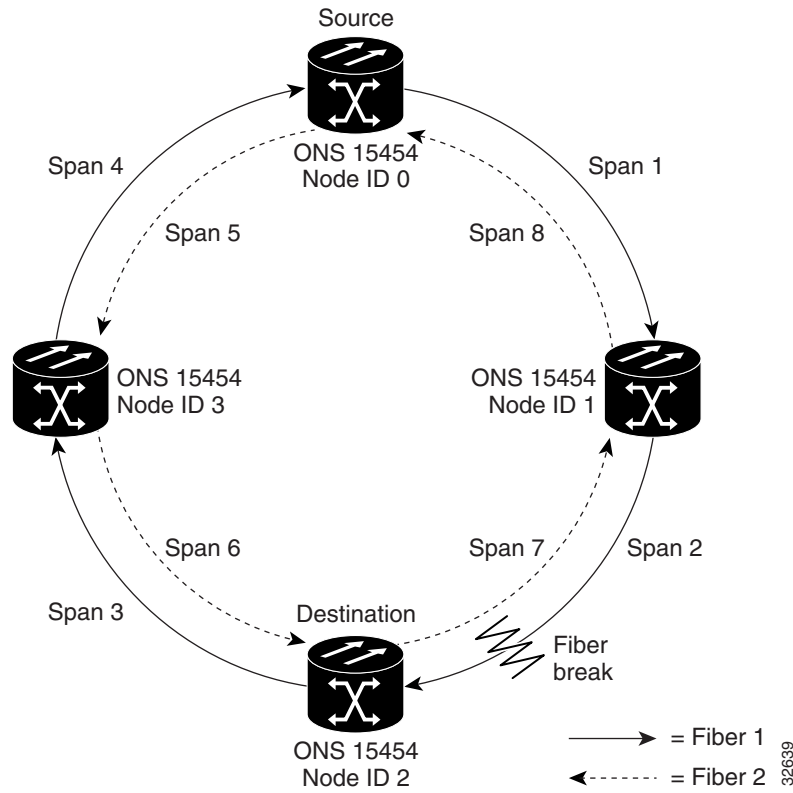 Source
ONS 15454
Node ID 0
Span 4
Span 1
Span 5
Span 8
ONS 15454
Node ID 3
ONS 15454
Node ID 1
Span 6
Span 7
Span 2
Span 3
Destination
Fiber
break
ONS 15454
Node ID 2
= Fiber 1
= Fiber 2
32639